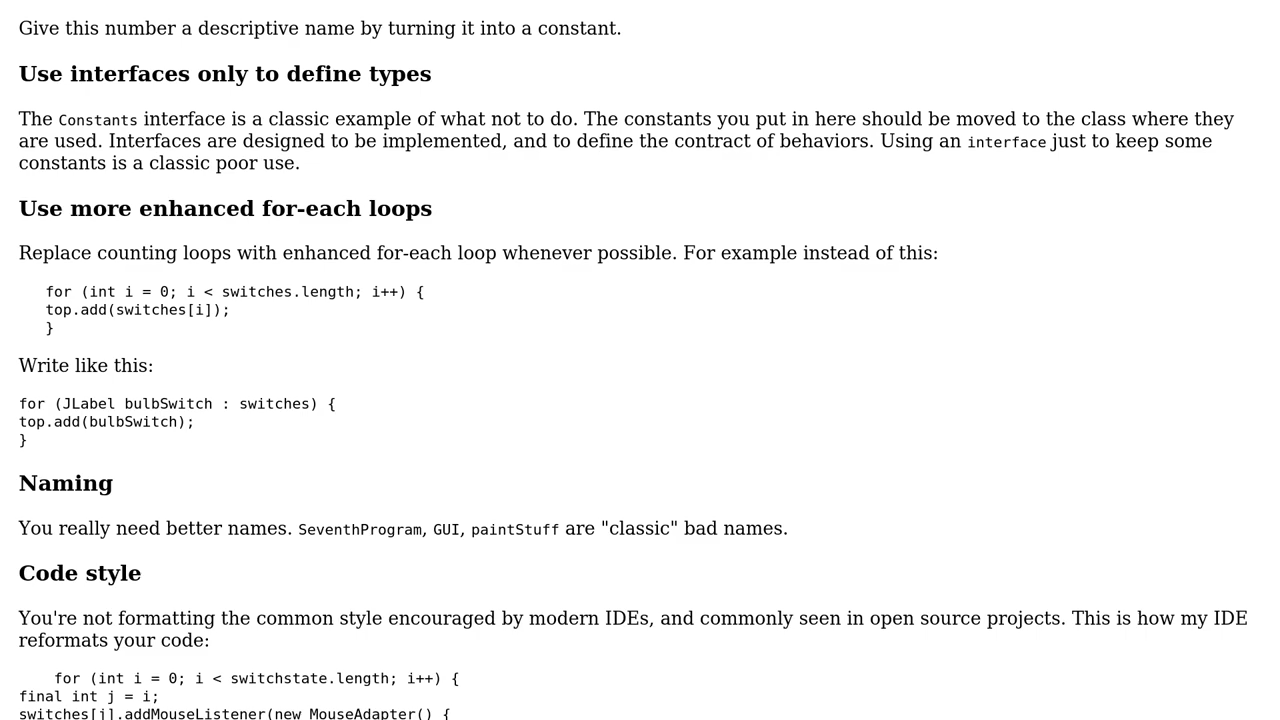 Give this number a descriptive name by turning it into a constant.
Use interfaces only to define types
The Constants interface is a classic example of what not to do. The constants you put in here should be moved to the class where they
are used. Interfaces are designed to be implemented, and to define the contract of behaviors. Using an interface just to keep some
constants is a classic poor use.
Use more enhanced for-each loops
Replace counting loops with enhanced for-each loop whenever possible. For example instead of this:
for (int i = 0; i < switches.length; i++) {
top.add(switches[i]);
}
Write like this:
for (JLabel bulbSwitch : switches) {
top.add(bulbSwitch);
}
Naming
You really need better names. SeventhProgram, GUI, paintStuff are "classic" bad names.
Code style
You're not formatting the common style encouraged by modern IDEs, and commonly seen in open source projects. This is how my IDE
reformats your code:
for (int i = 0; i < switchstate.length; i++) {
final int j = i;
switches[j].addMouseListener(new MouseAdapter() {